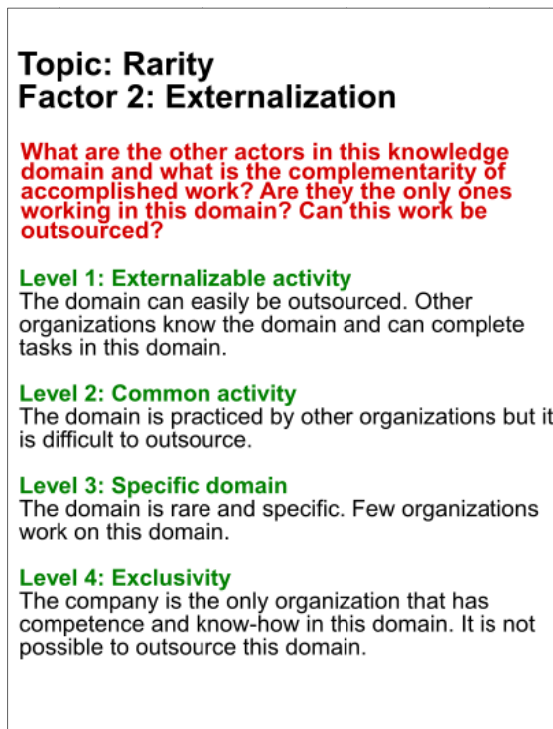 Topic: Rarity
Factor 2: Externalization
What are the other actors in this knowledge
domain and what is the complementarity of
accomplished work? Are they the only ones
working in this domain? Can this work be
outsourced?
Level 1: Externalizable activity
The domain can easily be outsourced. Other
organizations know the domain and can complete
tasks in this domain.
Level 2: Common activity
The domain is practiced by other organizations but it
is difficult to outsource.
Level 3: Specific domain
The domain is rare and specific. Few organizations
work on this domain.
Level 4: Exclusivity
The company is the only organization that has
competence and know-how in this domain. It is not
possible to outsource this domain.